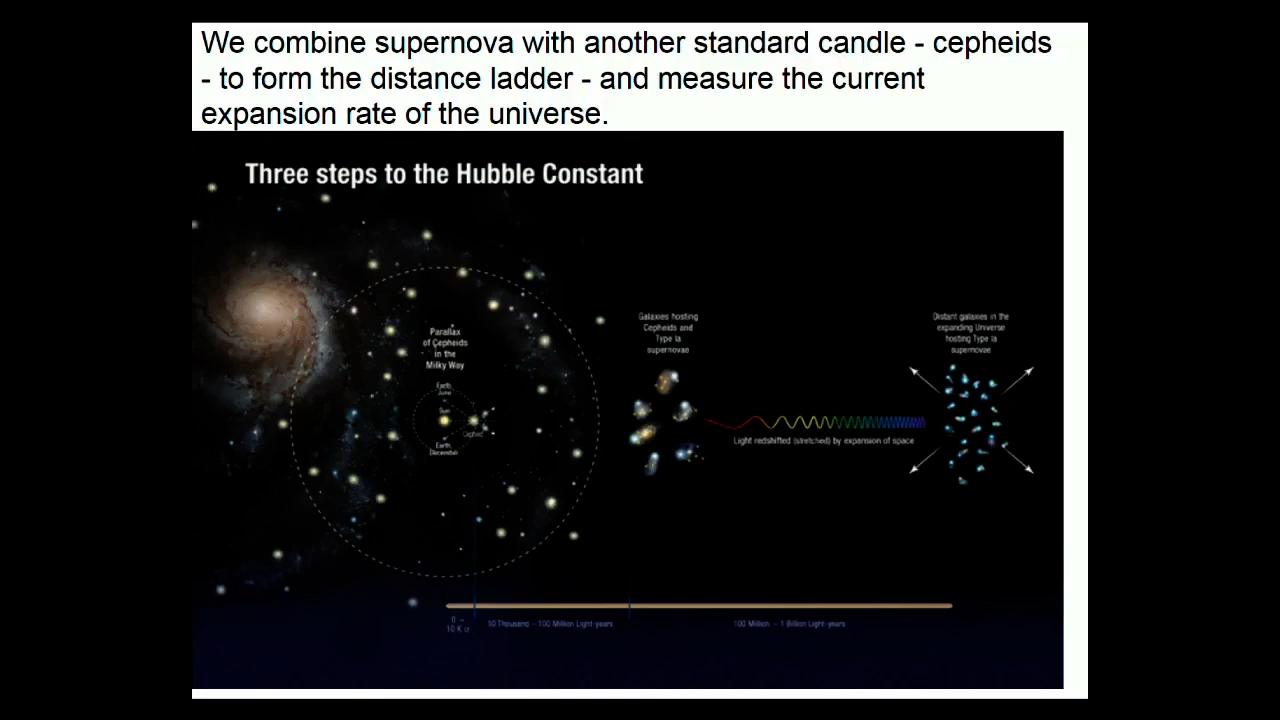 We combine supernova with another standard candle - cepheids
- to form the distance ladder - and measure the current
expansion rate of the universe.
Three steps to the Hubble Constant
Parallax
of Cepheids
in the
Milky Way
Earth,
June
Sun
Cepheid
Earth,
December
Galaxies hosting
Cepheids and
Type Ia
supernovae
Light redshifted (stretched) by expansion of space
Distant galaxies in the
expanding Universe
hosting Type Ia
supernovae
0 –
10 K
10 Thousand – 100 Million Light-years
100 Million – 1 Billion Light-years